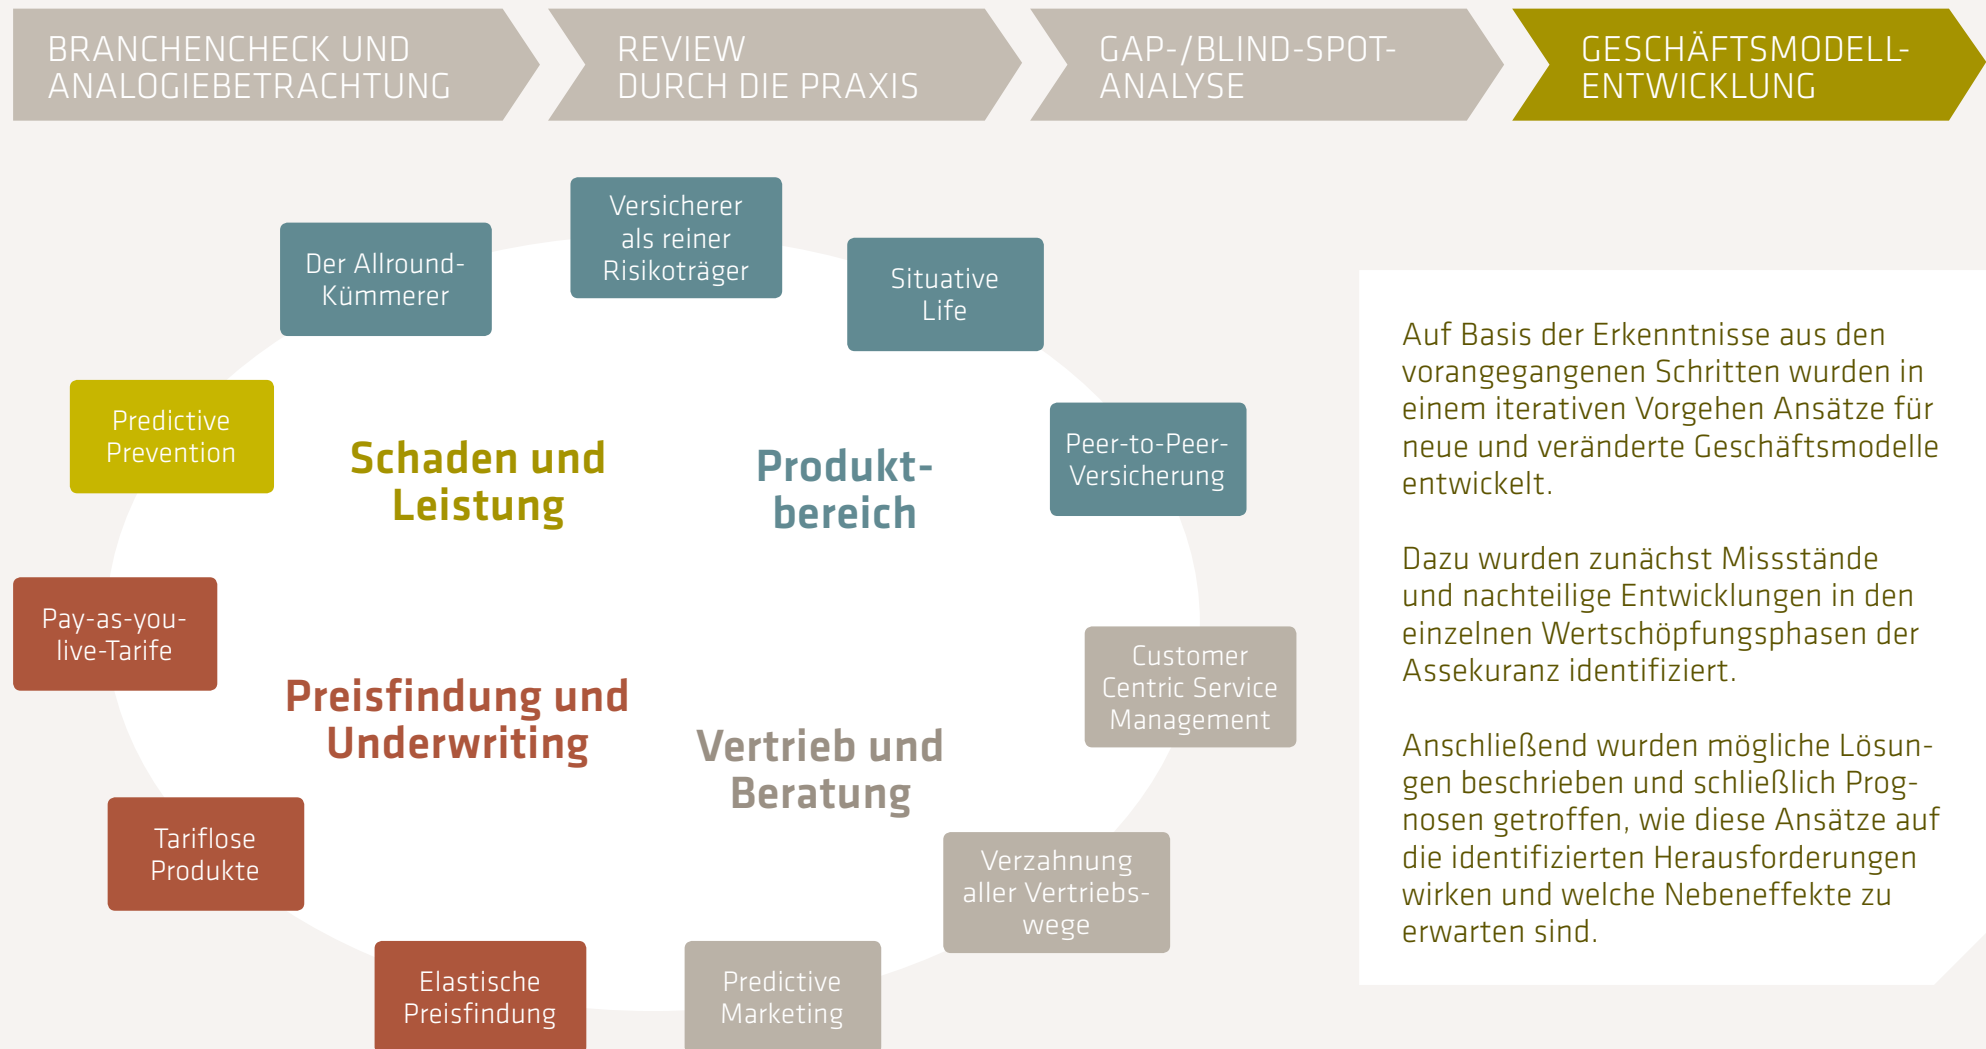 BRANCHENCHECK UND
ANALOGIEBETRACHTUNG
REVIEW
DURCH DIE PRAXIS
GAP-/BLIND-SPOT-
ANALYSE
GESCHÄFTSMODELL-
ENTWICKLUNG
Versicherer
als reiner
Risikoträger
Der Allround-
Kümmerer
Situative
Life
Predictive
Prevention
Peer-to-Peer-
Versicherung
Schaden und
Leistung
Produkt-
bereich
Pay-as-you-
live-Tarife
Customer
Centric Service
Management
Preisfindung und
Underwriting
Vertrieb und
Beratung
Tariflose
Produkte
Verzahnung
aller Vertriebs-
wege
Elastische
Preisfindung
Predictive
Marketing
Auf Basis der Erkenntnisse aus den
vorangegangenen Schritten wurden in
einem iterativen Vorgehen Ansätze für
neue und veränderte Geschäftsmodelle
entwickelt.
Dazu wurden zunächst Missstände
und nachteilige Entwicklungen in den
einzelnen Wertschöpfungsphasen der
Assekuranz identifiziert.
Anschließend wurden mögliche Lösun-
gen beschrieben und schließlich Prog-
nosen getroffen, wie diese Ansätze auf
die identifizierten Herausforderungen
wirken und welche Nebeneffekte zu
erwarten sind.